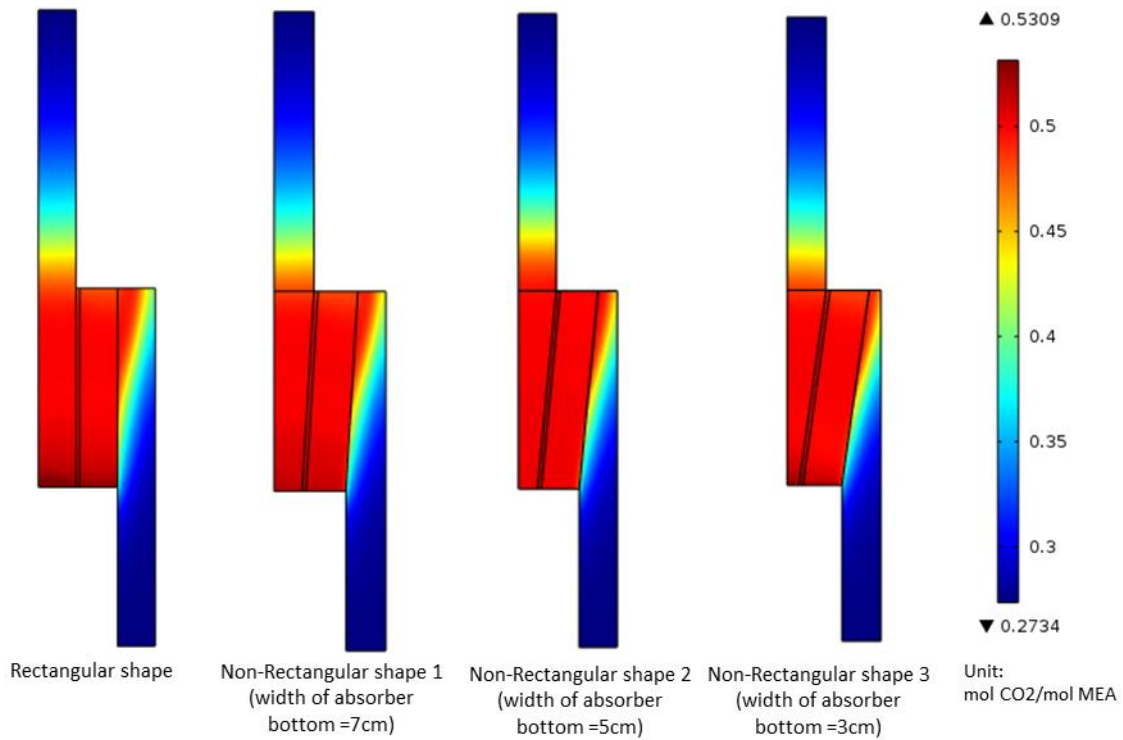 ▲ 0.5309
0.5
0.45
0.4
0.35
0.3
▼ 0.2734
Rectangular shape
Non-Rectangular shape 1
(width of absorber
bottom =7cm)
Non-Rectangular shape 2
(width of absorber
bottom =5cm)
Non-Rectangular shape 3
(width of absorber
bottom =3cm)
Unit:
mol CO2/mol MEA